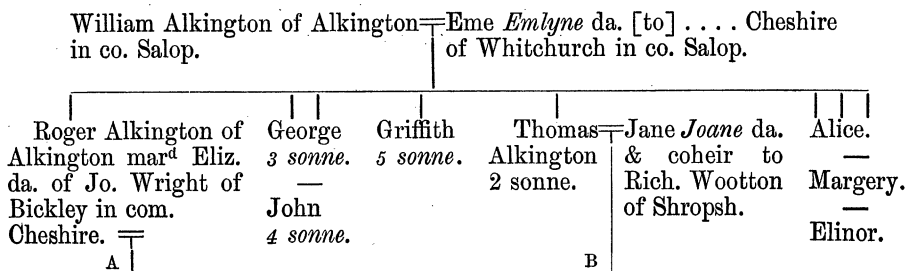 William Alkington of Alkington Eme Emlyne da. [to] . . . . Cheshire
in co. Salop. of Whitchurch in co. Salop.
Roger Alkington of
Alkington marᵈ Eliz.
da. of Jo. Wright of
Bickley in com.
Cheshire.
A
George
3 sonne.
—
John
4 sonne.
Griffith
5 sonne.
Thomas
Alkington
2 sonne.
Jane Joane da.
& coheir to
Rich. Wootton
of Shropsh.
B
Alice.
—
Margery.
—
Elinor.